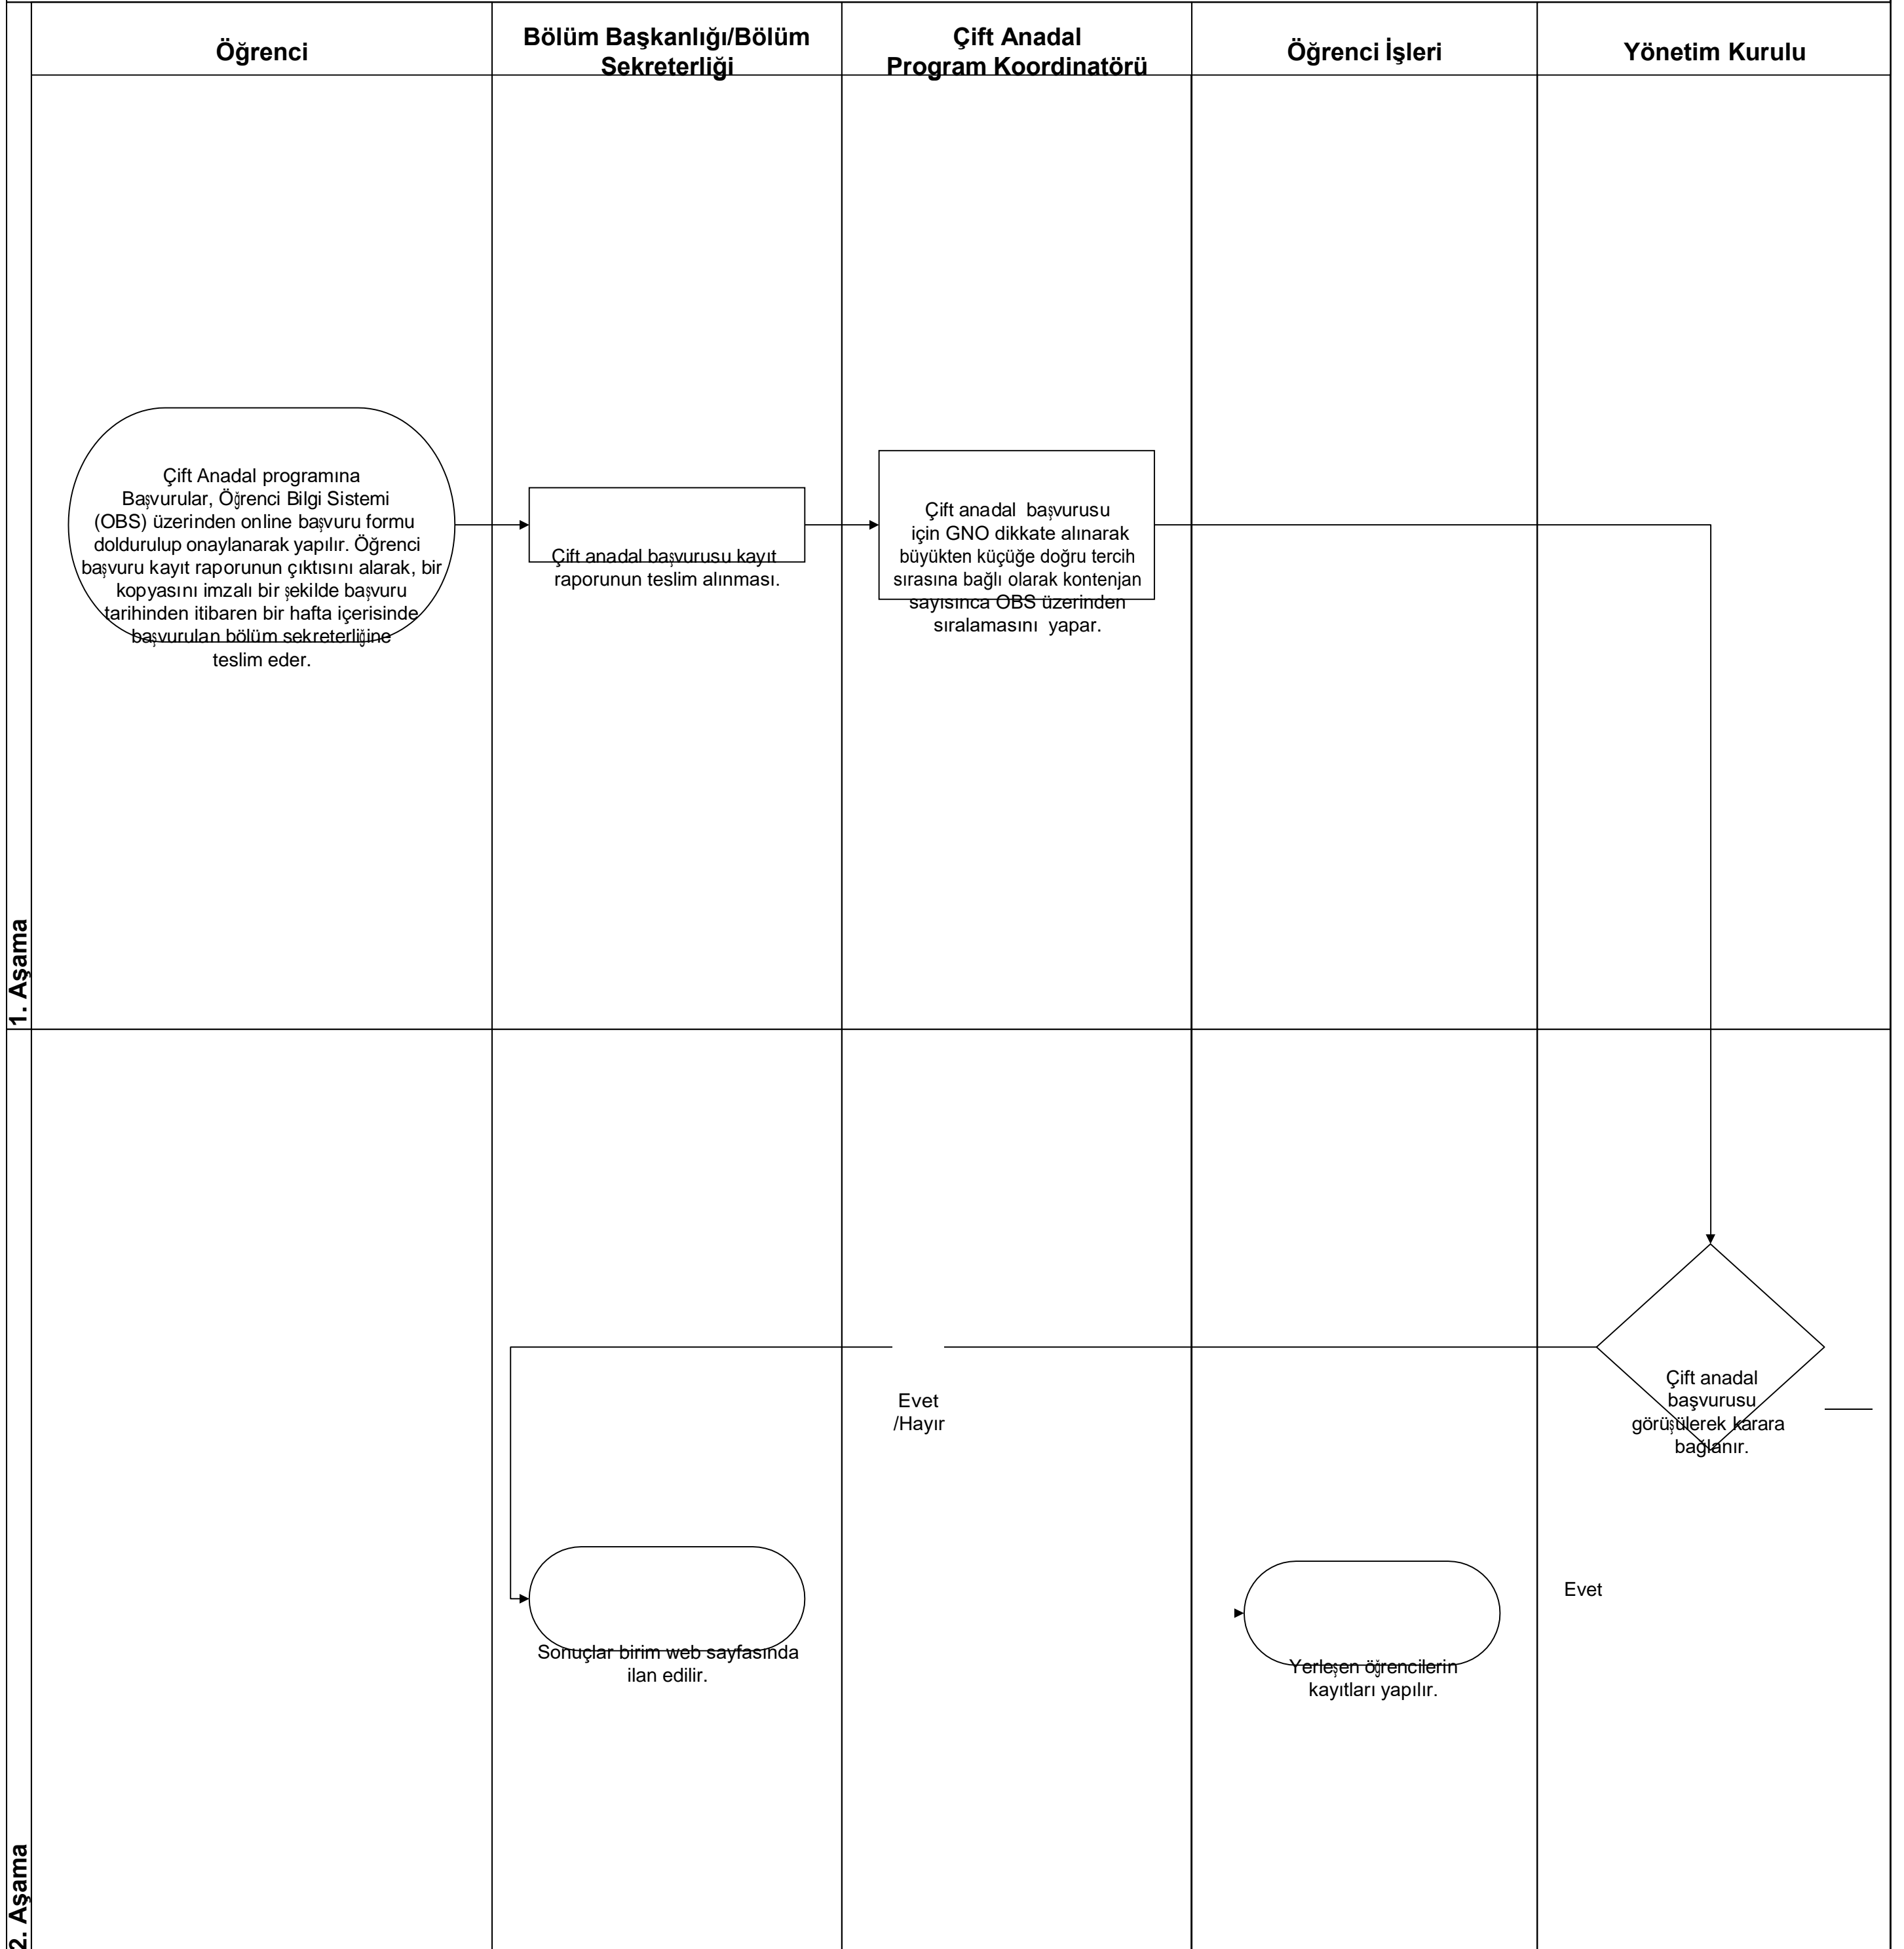 Öğrenci
Bölüm Başkanlığı/Bölüm
Sekreterliği
Çift Anadal
Program Koordinatörü
Öğrenci İşleri
Yönetim Kurulu
1. Aşama
Çift Anadal programına
Başvurular, Öğrenci Bilgi Sistemi
(OBS) üzerinden online başvuru formu
doldurulup onaylanarak yapılır. Öğrenci
başvuru kayıt raporunun çıktısını alarak, bir
kopyasını imzalı bir şekilde başvuru
tarihinden itibaren bir hafta içerisinde
başvurulan bölüm sekreterliğine
teslim eder.
Çift anadal başvurusu kayıt
raporunun teslim alınması.
Çift anadal başvurusu
için GNO dikkate alınarak
büyükten küçüğe doğru tercih
sırasına bağlı olarak kontenjan
sayısınca OBS üzerinden
sıralamasını yapar.
2. Aşama
Çift anadal
başvurusu
görüşülerek karara
bağlanır.
Evet
/Hayır
Evet
Sonuçlar birim web sayfasında
ilan edilir.
Yerleşen öğrencilerin
kayıtları yapılır.